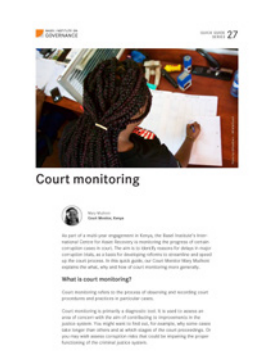 BASEL INSTITUTE ON
GOVERNANCE
QUICK GUIDE
SERIES 27
Court monitoring
Court Monitor, Kenya
As part of a multi-year engagement in Kenya, the Basel Institute's Inter-
national Centre for Asset Recovery is monitoring the progress of certain
corruption cases in court. The aim is to identify reasons for delays in major
corruption trials, as a basis for developing reforms to streamline and speed
up the court process. In this quick guide, our Court Monitor Mary Muthoni
explains the what, why and how of court monitoring more generally.
What is court monitoring?
Court monitoring refers to the process of observing and recording court
procedures and practices in particular cases.
Court monitoring is primarily a diagnostic tool. It is used to assess an
area of concern with the aim of contributing to improvements in the
justice system. You might want to find out, for example, why some cases
take longer than others and at which stages of the court proceedings. Or
you may seek to assess corruption risks that could be impairing the proper
functioning of the criminal justice system.